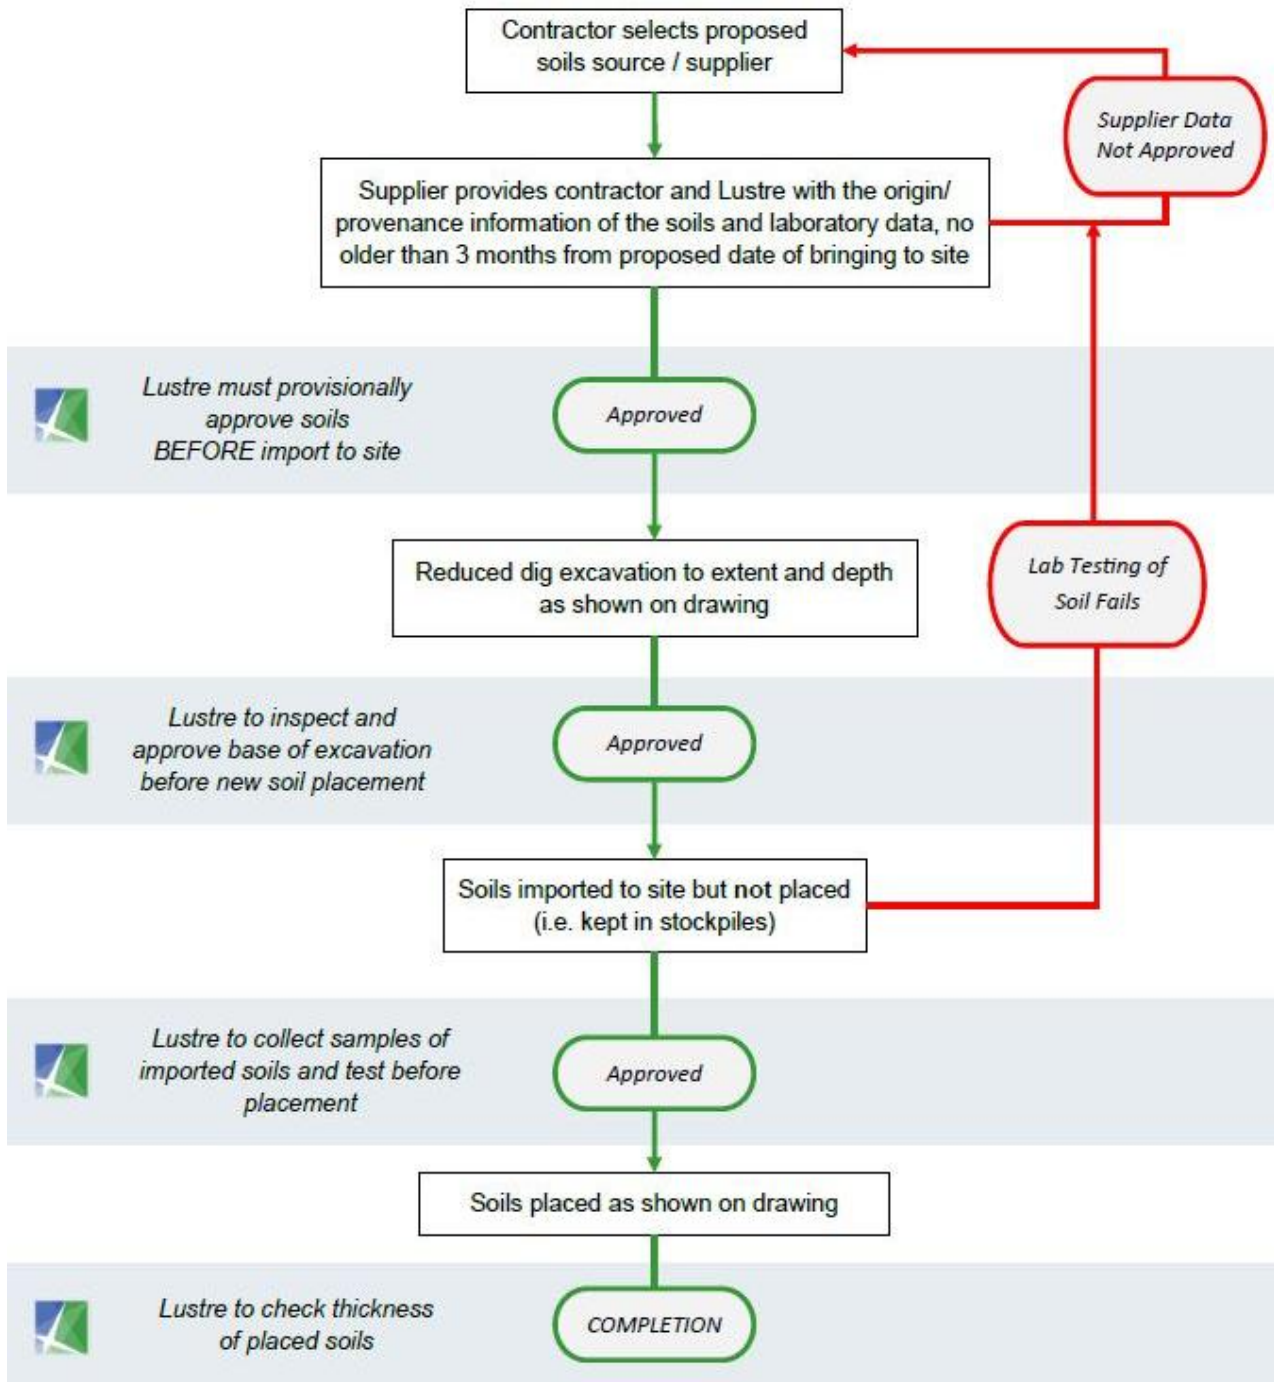 Contractor selects proposed
soils source / supplier
Supplier Data
Not Approved
Supplier provides contractor and Lustre with the origin/
provenance information of the soils and laboratory data, no
older than 3 months from proposed date of bringing to site
Lustre must provisionally
approve soils
BEFORE import to site
Approved
Reduced dig excavation to extent and depth
as shown on drawing
Lab Testing of
Soil Fails
Lustre to inspect and
approve base of excavation
before new soil placement
Approved
Soils imported to site but not placed
(i.e. kept in stockpiles)
Lustre to collect samples of
imported soils and test before
placement
Approved
Soils placed as shown on drawing
Lustre to check thickness
of placed soils
COMPLETION